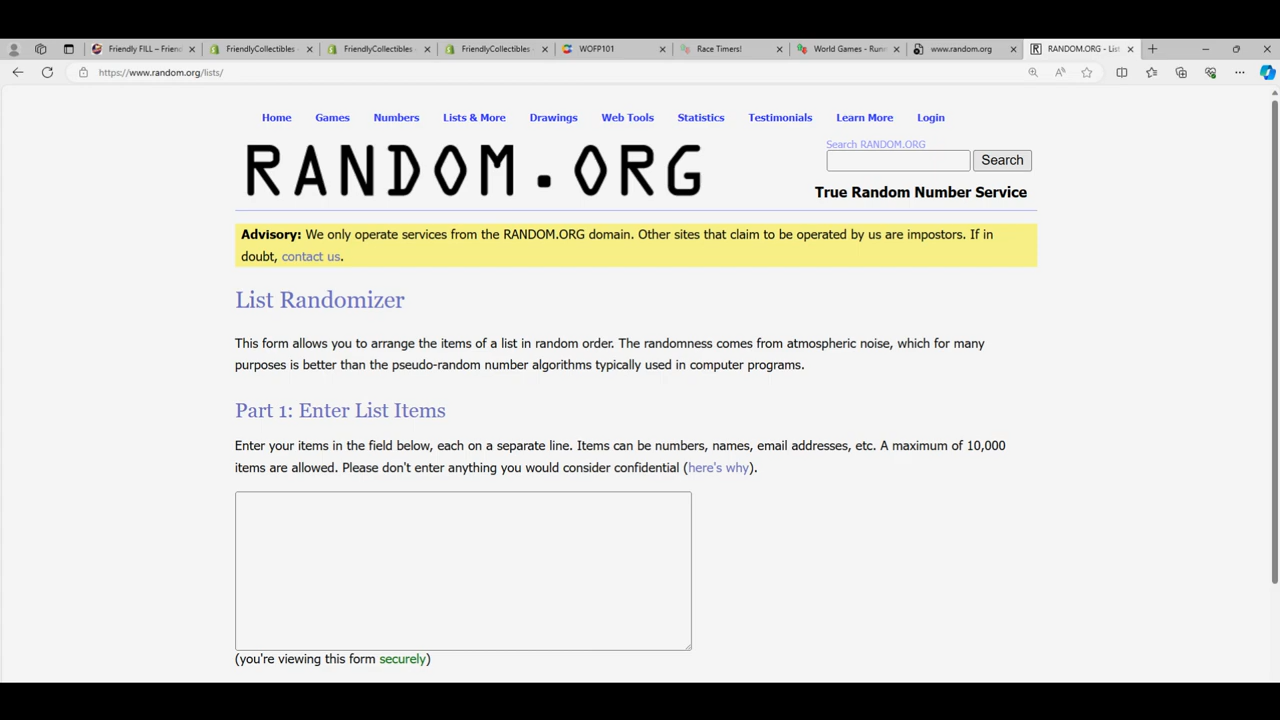 Friendly FILL – Frien
FriendlyCollectibles
FriendlyCollectibles
FriendlyCollectibles
WOFP101
Race Timers!
World Games - Run
www.random.org
RANDOM.ORG - Lis
https://www.random.org/lists/
Home Games Numbers Lists & More Drawings Web Tools Statistics Testimonials Learn More Login
Search RANDOM.ORG
RANDOM.ORG
Search
True Random Number Service
Advisory: We only operate services from the RANDOM.ORG domain. Other sites that claim to be operated by us are impostors. If in
doubt, contact us.
List Randomizer
This form allows you to arrange the items of a list in random order. The randomness comes from atmospheric noise, which for many
purposes is better than the pseudo-random number algorithms typically used in computer programs.
Part 1: Enter List Items
Enter your items in the field below, each on a separate line. Items can be numbers, names, email addresses, etc. A maximum of 10,000
items are allowed. Please don't enter anything you would consider confidential (here's why).
(you're viewing this form securely)